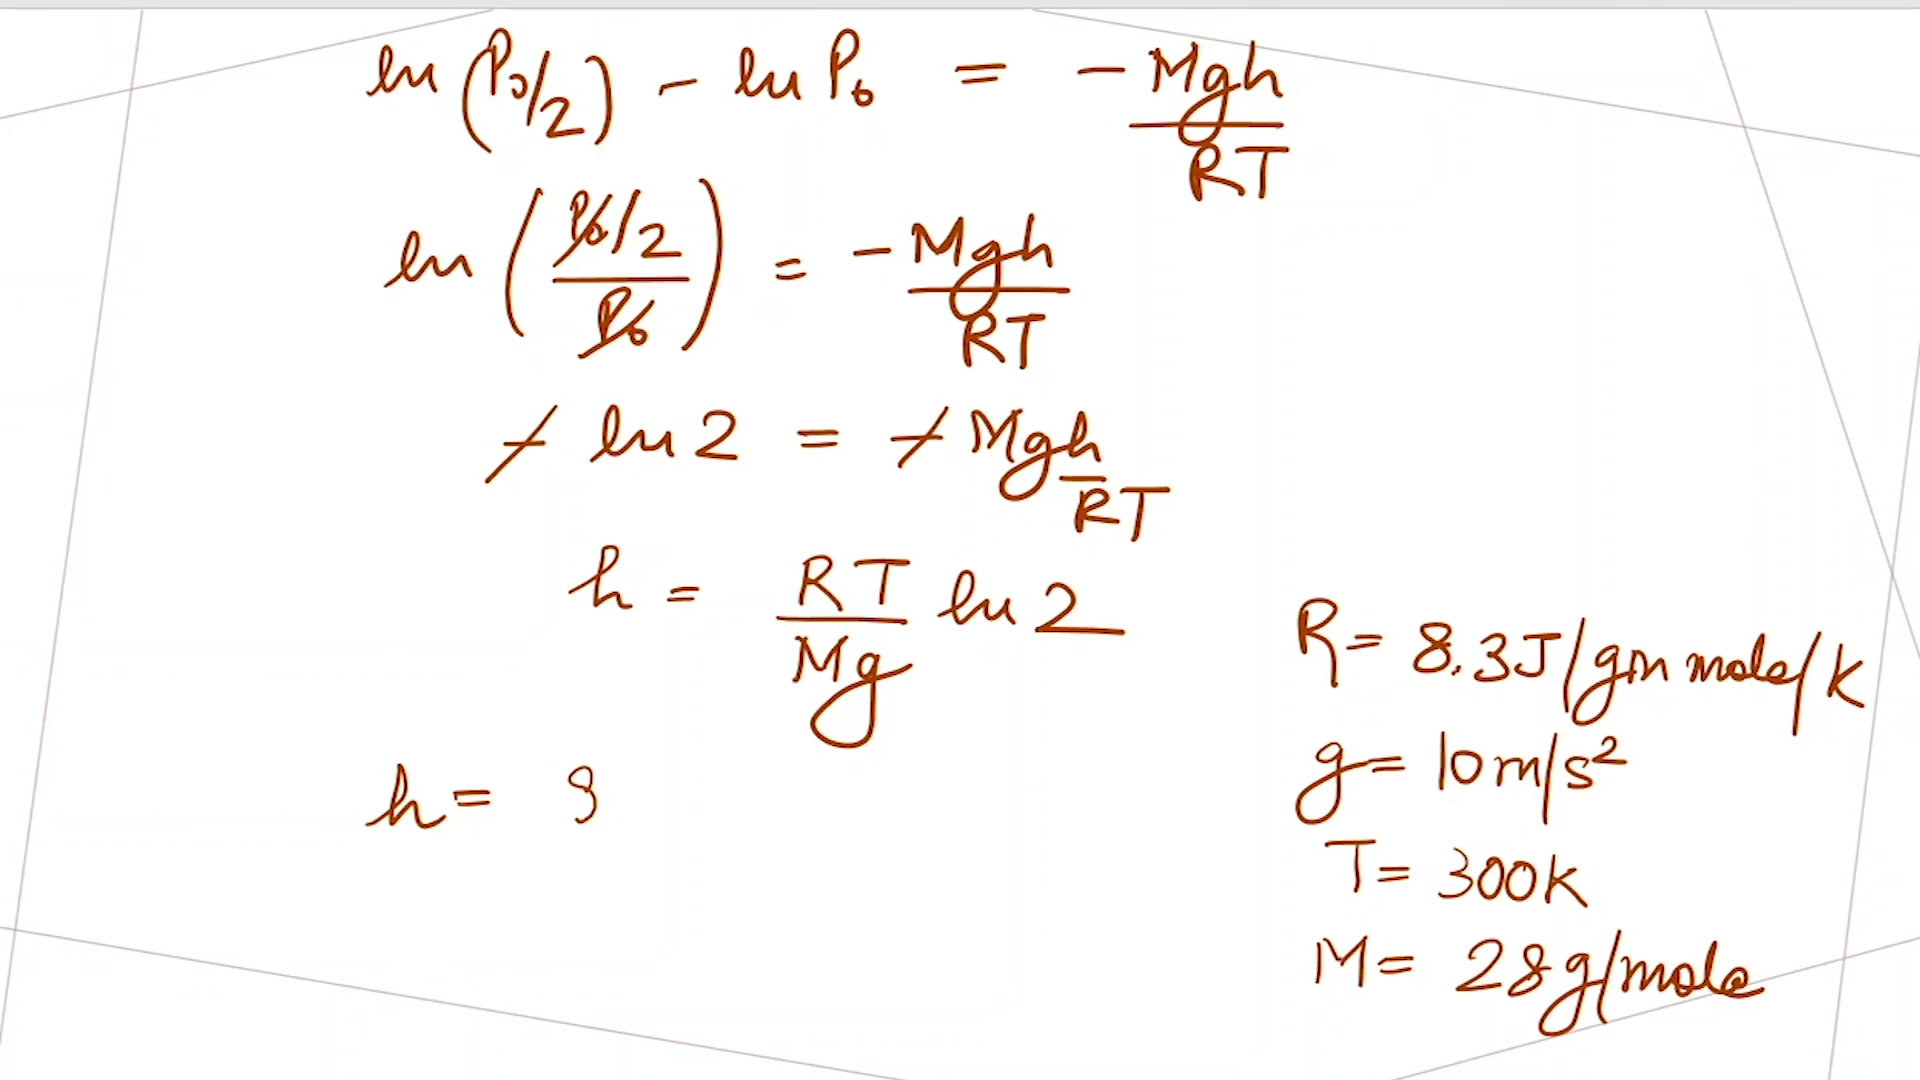 ln (P₀/2) - ln P₀ = - Mgh / RT
ln ( P₀/2 / P₀ ) = - Mgh / RT
- ln 2 = - Mgh / RT
h = RT / Mg ln 2
R = 8.3 J/gm mole/K
g = 10 m/s²
h = 8
T = 300K
M = 28 g/mole